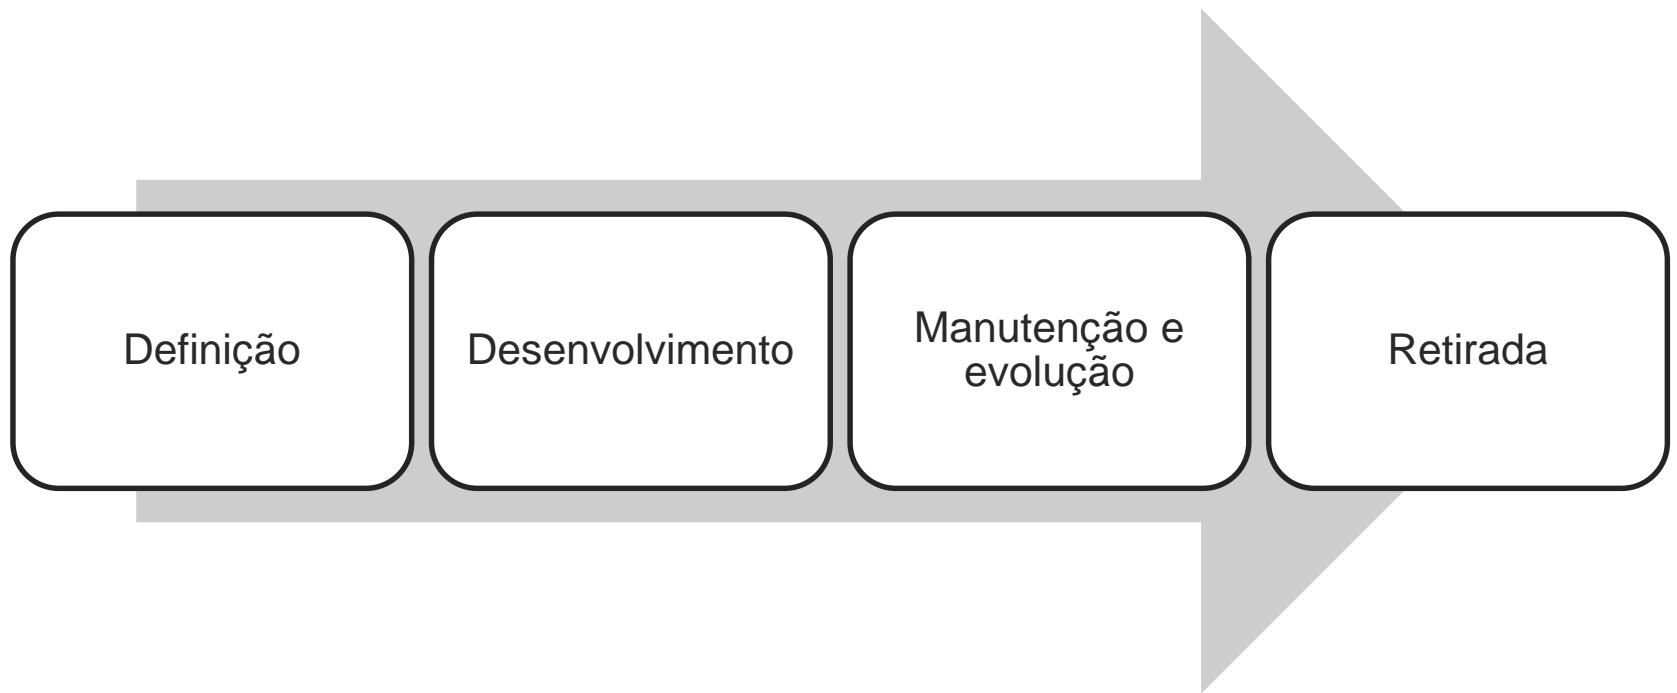 Definição
Desenvolvimento
Manutenção e
evolução
Retirada